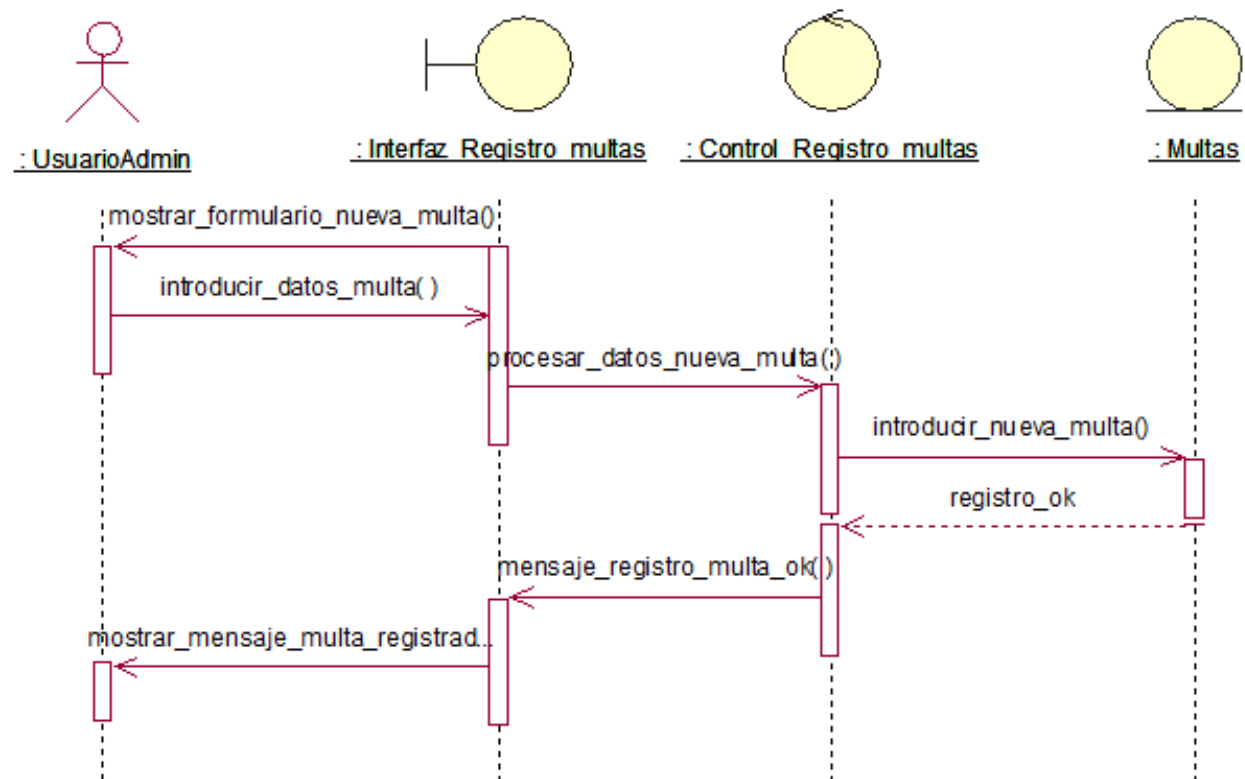 : UsuarioAdmin
: Interfaz_Registro_multas
: Control_Registro_multas
: Multas
mostrar_formulario_nueva_multa()
introducir_datos_multa( )
procesar_datos_nueva_multa( )
introducir_nueva_multa()
registro_ok
mensaje_registro_multa_ok( )
mostrar_mensaje_multa_registrad...